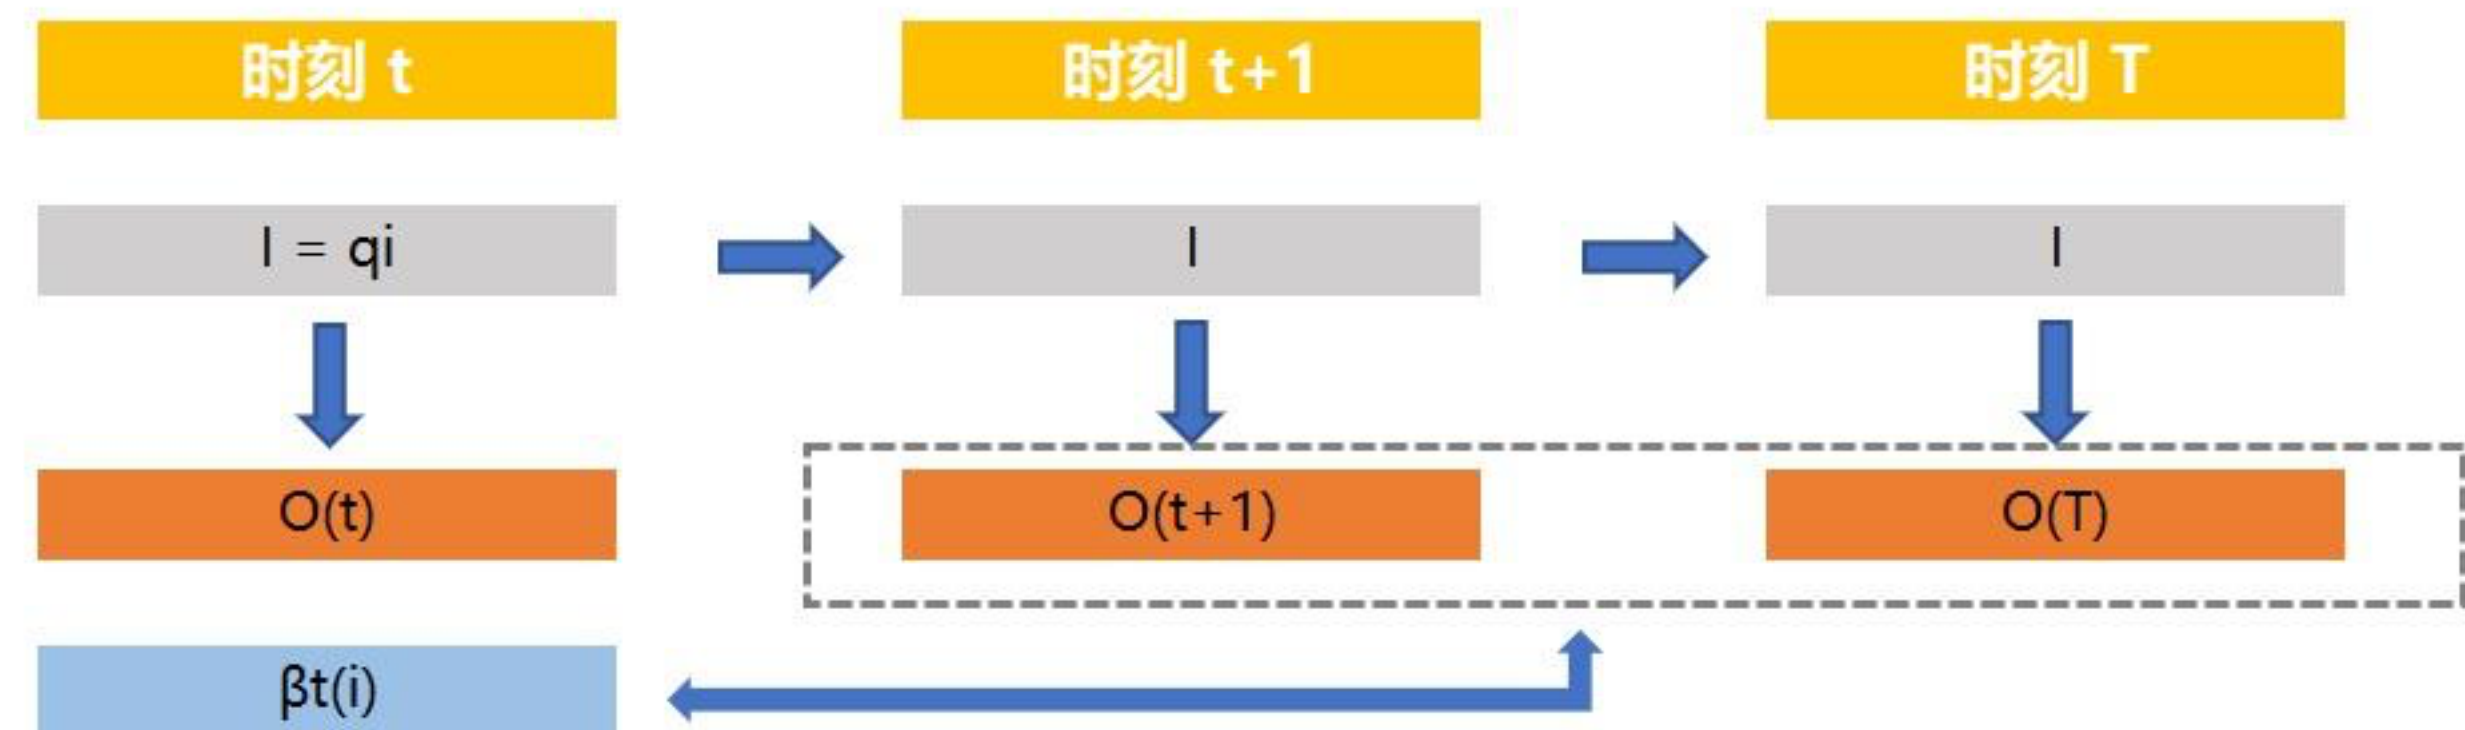 时刻 t
时刻 t+1
时刻 T
I = qi
I
I
O(t)
O(t+1)
O(T)
βt(i)